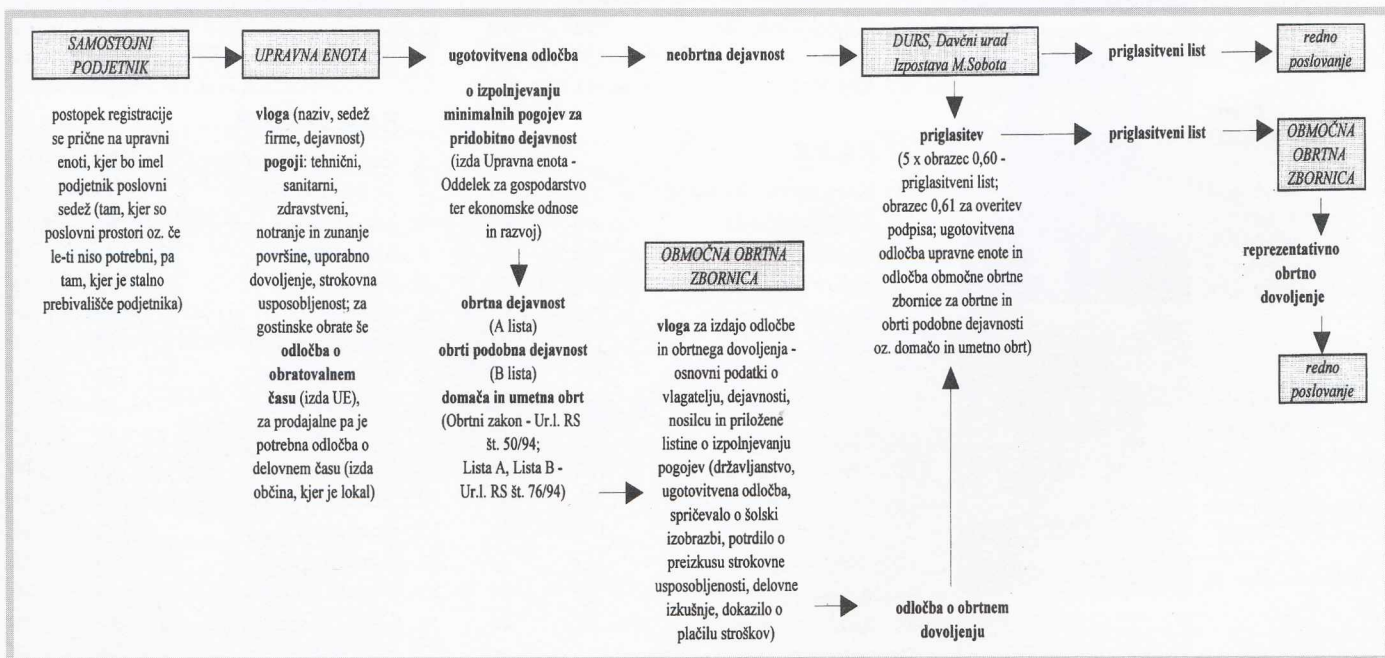 SAMOSTOJNI
PODJETNIK
postopek registracije
se prične na upravni
enoti, kjer bo imel
podjetnik poslovni
sedež (tam, kjer so
poslovni prostori oz. če
le-ti niso potrebni, pa
tam, kjer je stalno
prebivališče podjetnika)
UPRAVNA ENOTA
vloga (naziv, sedež
firme, dejavnost)
pogoji: tehnični,
sanitarni,
zdravstveni,
notranje in zunanje
površine, uporabno
dovoljenje, strokovna
usposobljenost; za
gostinske obrate še
odločba o
obratovalnem
času (izda UE),
za prodajalne pa je
potrebna odločba o
delovnem času (izda
občina, kjer je lokal)
ugotovitvena odločba
o izpolnjevanju
minimalnih pogojev za
pridobitno dejavnost
(izda Upravna enota -
Oddelek za gospodarstvo
ter ekonomske odnose
in razvoj)
obrtna dejavnost
(A lista)
obrti podobna dejavnost
(B lista)
domača in umetna obrt
(Obrtni zakon - Ur.l. RS
št. 50/94;
Lista A, Lista B -
Ur.l. RS št. 76/94)
neobrtna dejavnost
OBMOČNA OBRTNA
ZBORNICA
vloga za izdajo odločbe
in obrtnega dovoljenja -
osnovni podatki o
vlagatelju, dejavnosti,
nosilcu in priložene
listine o izpolnjevanju
pogojev (državljanstvo,
ugotovitvena odločba,
spričevalo o šolski
izobrazbi, potrdilo o
preizkusu strokovne
usposobljenosti, delovne
izkušnje, dokazilo o
plačilu stroškov)
DURS, Davčni urad
Izpostava M.Sobota
priglasitev
(5 x obrazec 0,60 -
priglasitveni list;
obrazec 0,61 za overitev
podpisa; ugotovitvena
odločba upravne enote in
odločba območne obrtne
zbornice za obrtne in
obrti podobne dejavnosti
oz. domačo in umetno obrt)
odločba o obrtnem
dovoljenju
priglasitveni list
priglasitveni list
redno
poslovanje
OBMOČNA
OBRTNA
ZBORNICA
reprezentativno
obrtno
dovoljenje
redno
poslovanje